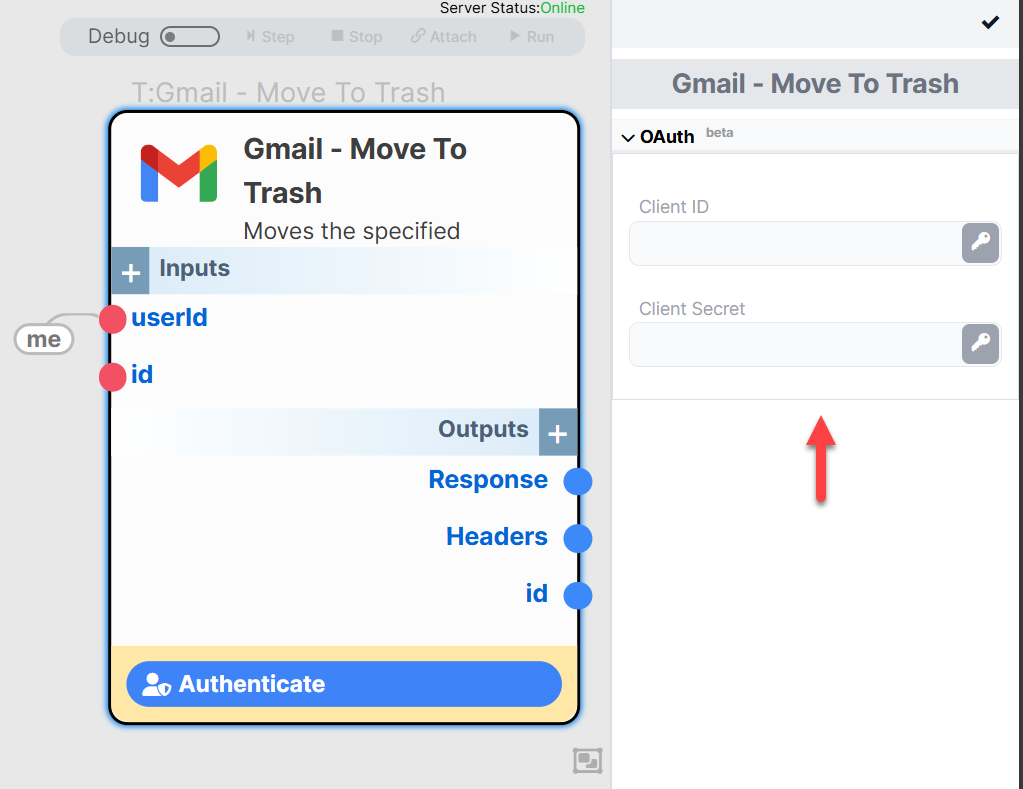 Server Status:Online
Debug Step Stop Attach Run
T:Gmail - Move To Trash
Gmail - Move To
Trash
Moves the specified
Inputs
userId
me
id
Outputs
Response
Headers
id
Authenticate
Gmail - Move To Trash
OAuth beta
Client ID
Client Secret